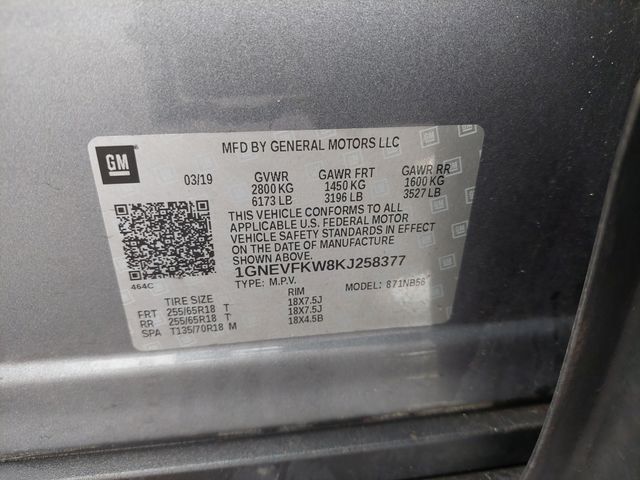 GM
MFD BY GENERAL MOTORS LLC
03/19 GVWR GAWR FRT GAWR RR
2800 KG 1450 KG 1600 KG
6173 LB 3196 LB 3527 LB
THIS VEHICLE CONFORMS TO ALL
APPLICABLE U.S. FEDERAL MOTOR
VEHICLE SAFETY STANDARDS IN EFFECT
ON THE DATE OF MANUFACTURE
SHOWN ABOVE.
1GNEVFKW8KJ258377
464C
TYPE: M.P.V. MODEL: 871NB56
TIRE SIZE RIM
FRT 255/65R18 T 18X7.5J
RR 255/65R18 T 18X7.5J
SPA T135/70R18 M 18X4.5B